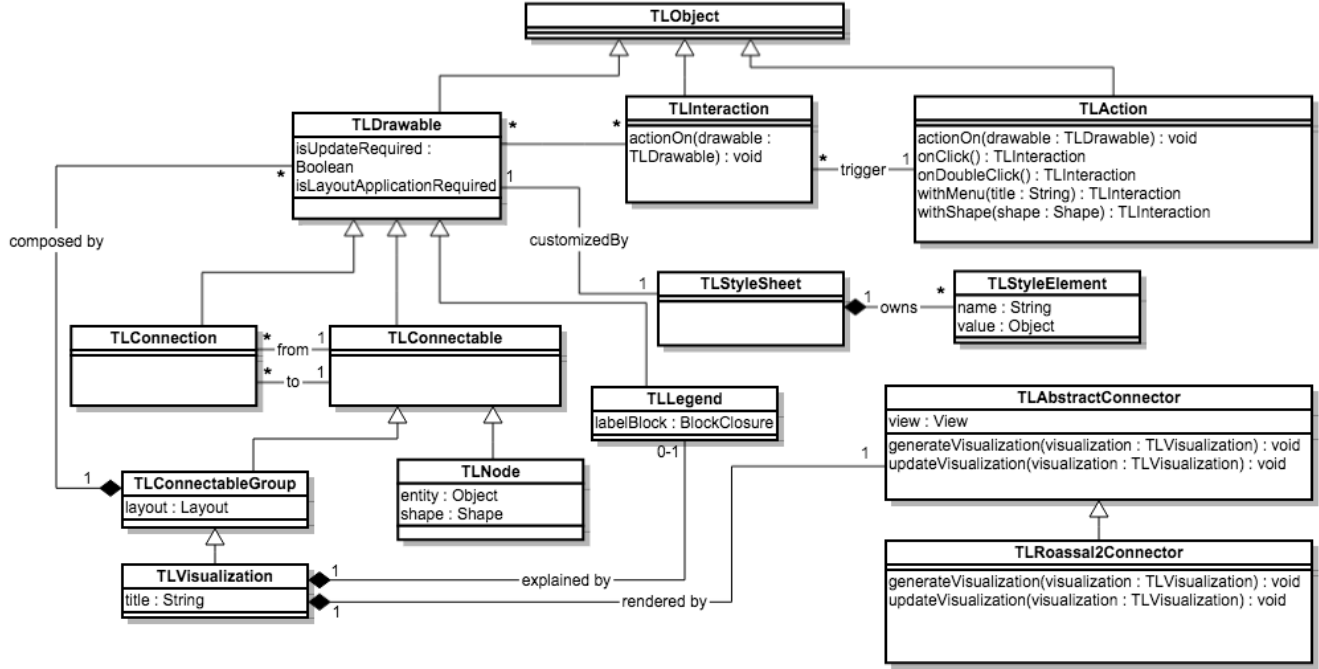 TLObject
TLDrawable
isUpdateRequired :
Boolean
isLayoutApplicationRequired
TLInteraction
actionOn(drawable :
TLDrawable) : void
TLAction
actionOn(drawable : TLDrawable) : void
onClick() : TLInteraction
onDoubleClick() : TLInteraction
withMenu(title : String) : TLInteraction
withShape(shape : Shape) : TLInteraction
* *
* trigger 1
*
composed by
1
1
customizedBy
1
TLStyleSheet
1 owns *
TLStyleElement
name : String
value : Object
TLConnection
* from 1
* to 1
TLConnectable
TLLegend
labelBlock : BlockClosure
0-1
TLAbstractConnector
view : View
generateVisualization(visualization : TLVisualization) : void
updateVisualization(visualization : TLVisualization) : void
1
TLConnectableGroup
layout : Layout
TLNode
entity : Object
shape : Shape
TLVisualization
title : String
1 explained by
1 rendered by
TLRoassal2Connector
generateVisualization(visualization : TLVisualization) : void
updateVisualization(visualization : TLVisualization) : void